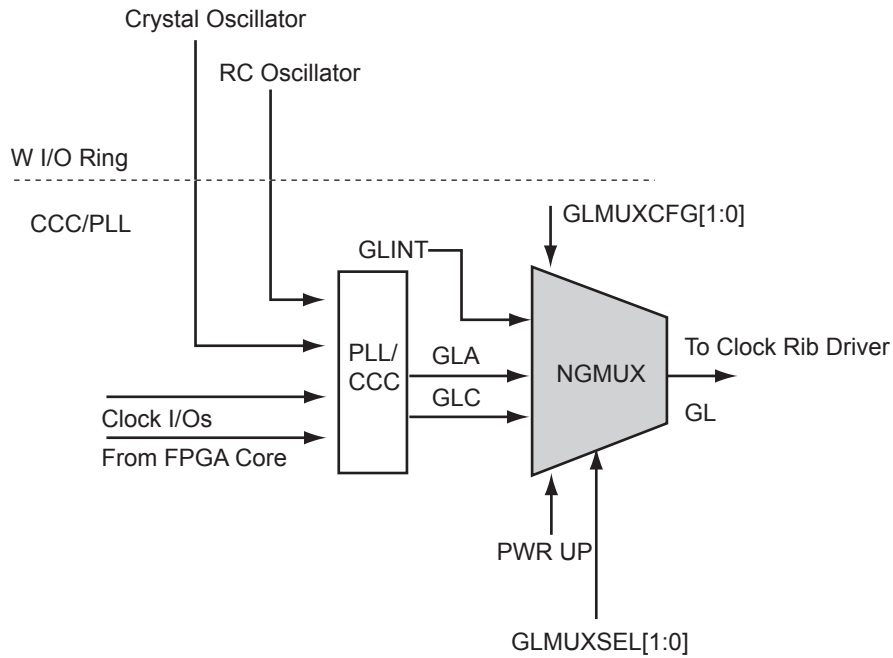 Crystal Oscillator
RC Oscillator
W I/O Ring
CCC/PLL
GLMUXCFG[1:0]
GLINT
PLL/
CCC
GLA
GLC
NGMUX
To Clock Rib Driver
GL
Clock I/Os
From FPGA Core
PWR UP
GLMUXSEL[1:0]